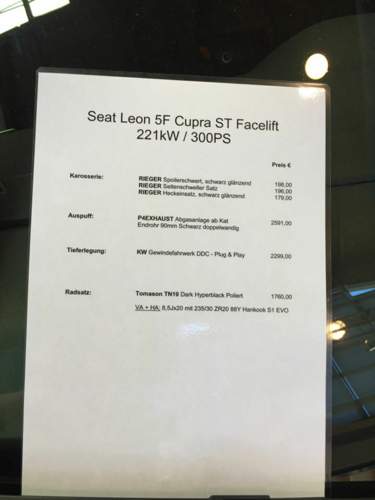 Seat Leon 5F Cupra ST Facelift
221kW / 300PS
Preis €
Karosserie: RIEGER Spoilerschwert, schwarz glänzend 198,00
RIEGER Seitenschweller Satz 196,00
RIEGER Heckeinsatz, schwarz glänzend 179,00
Auspuff: P4EXHAUST Abgasanlage ab Kat 2591,00
Endrohr 90mm Schwarz doppelwandig
Tieferlegung: KW Gewindefahrwerk DDC - Plug & Play 2299,00
Radsatz: Tomason TN19 Dark Hyperblack Poliert 1760,00
VA + HA: 8,5Jx20 mit 235/30 ZR20 88Y Hankook S1 EVO